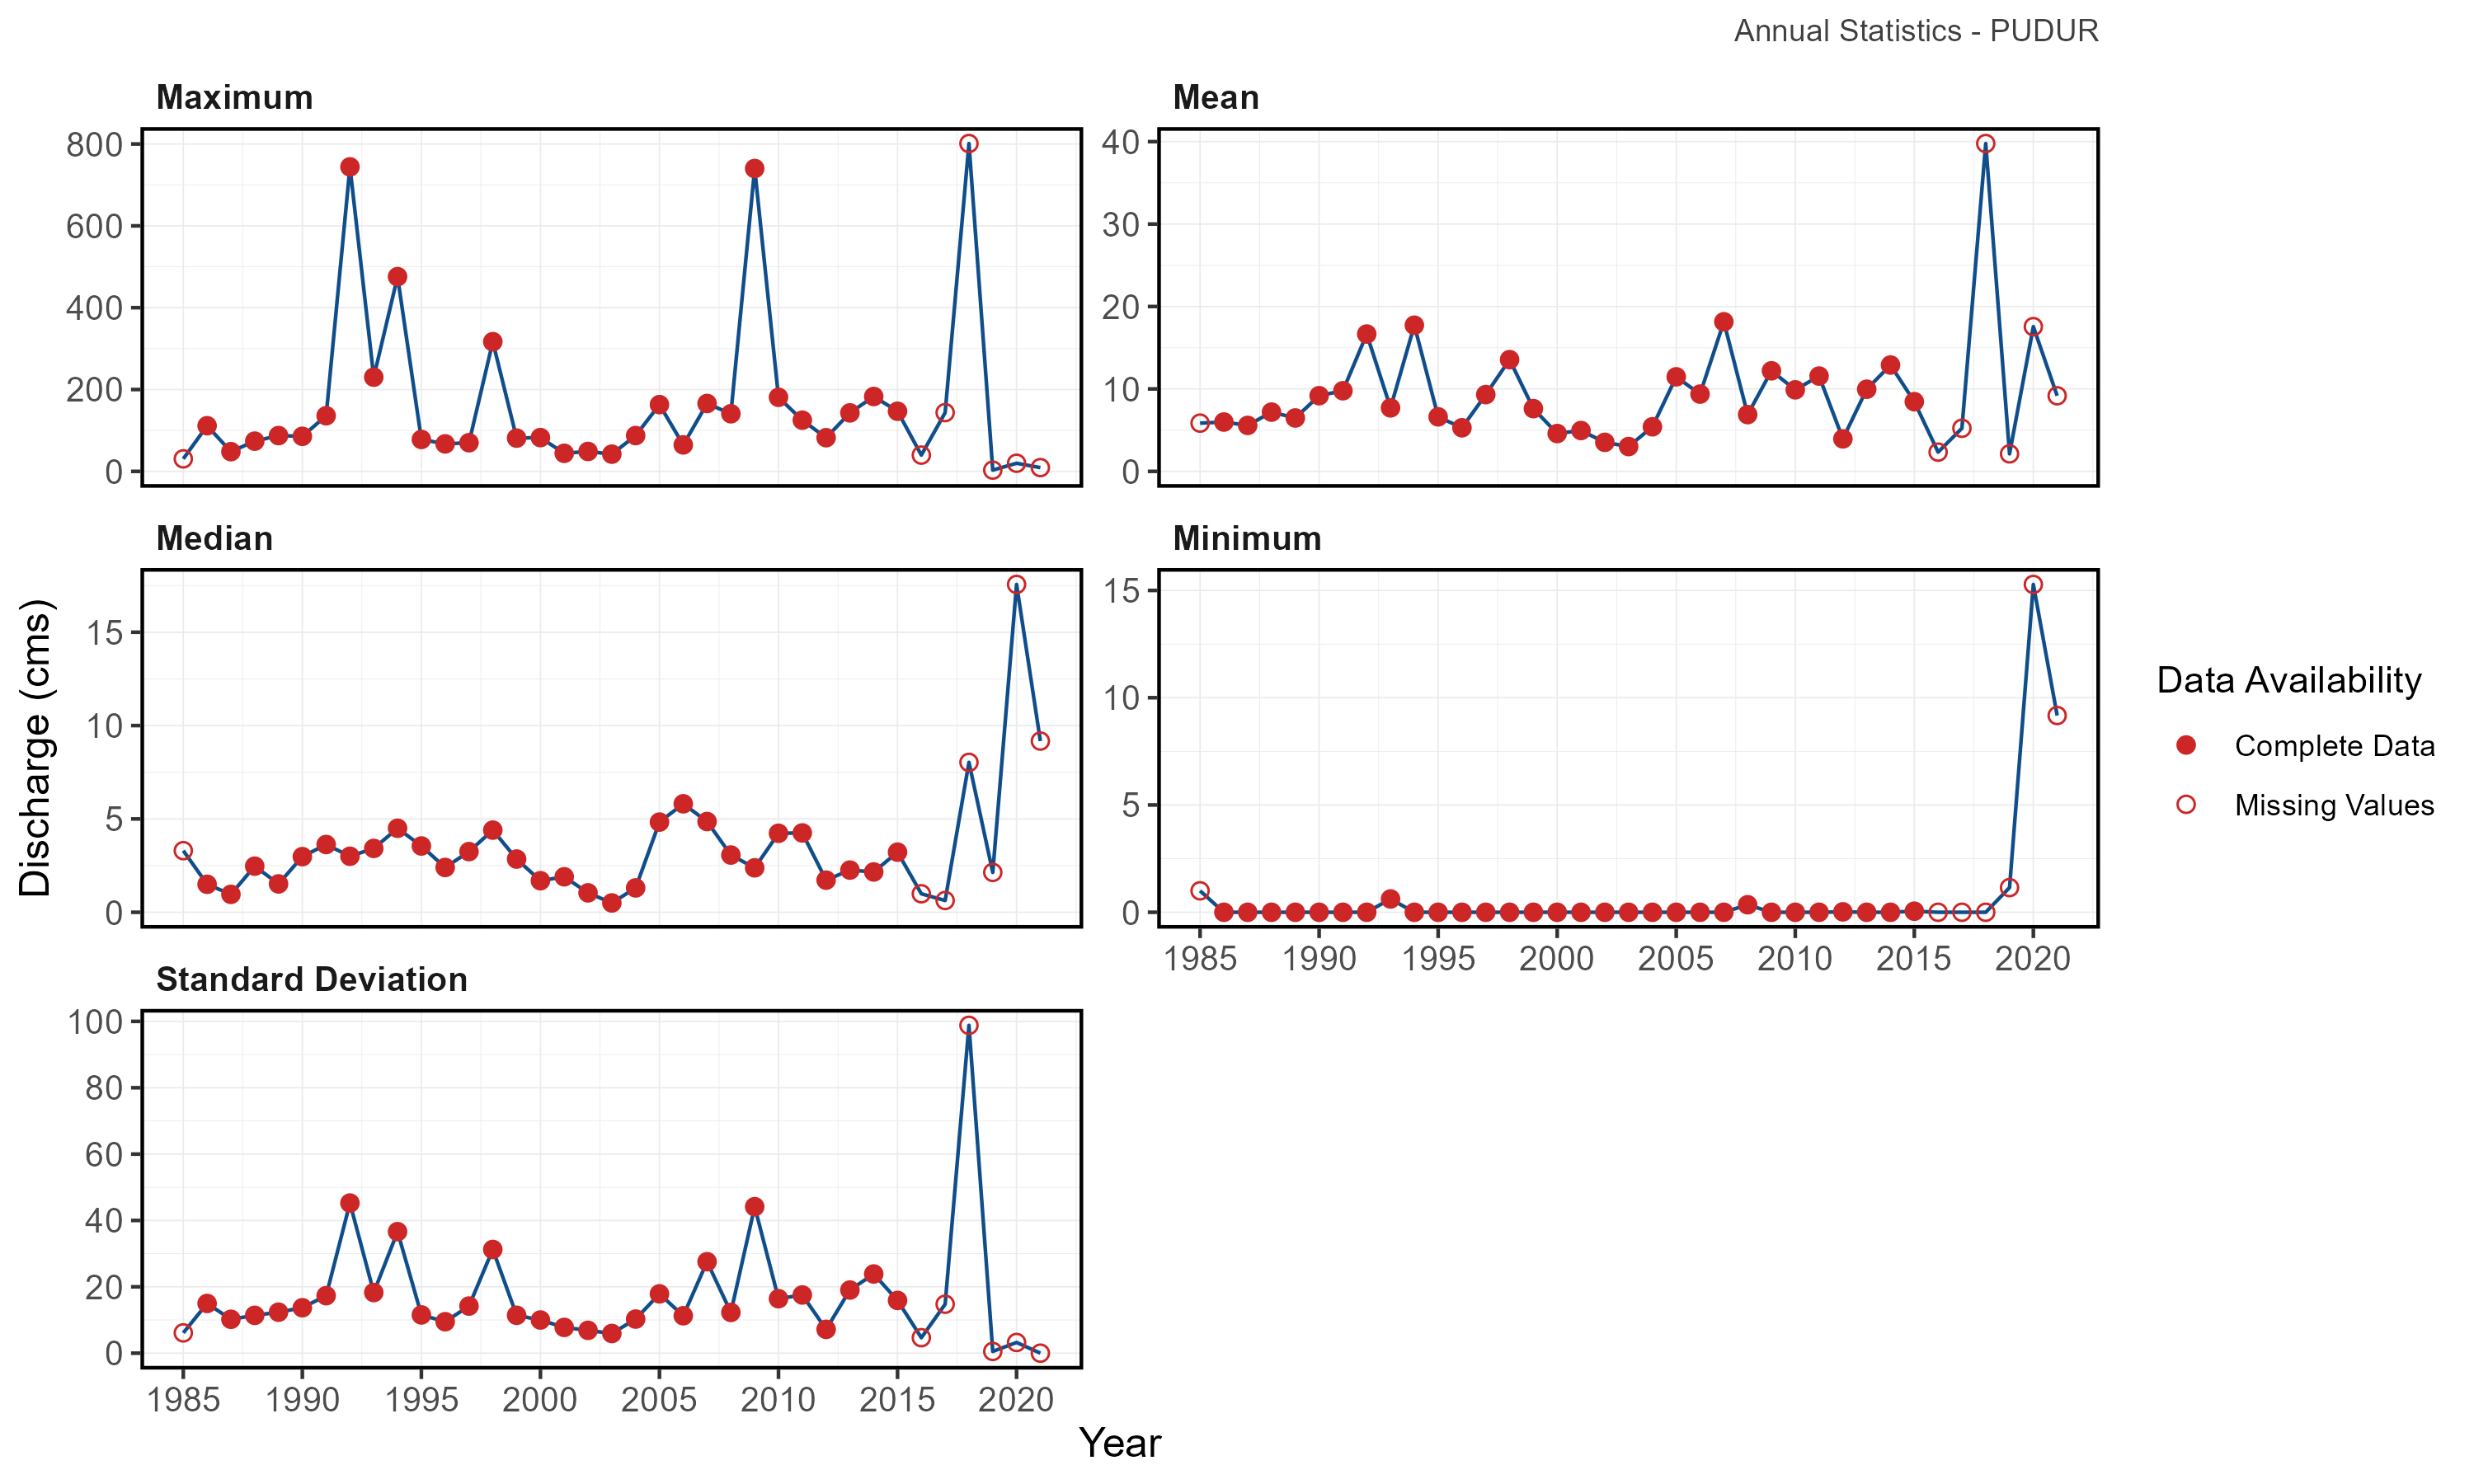 Annual Statistics - PUDUR
Maximum
800
600
400
200
0
Mean
40
30
20
10
0
Discharge (cms)
Median
15
10
5
0
Minimum
15
10
5
0
1985 1990 1995 2000 2005 2010 2015 2020
Standard Deviation
100
80
60
40
20
0
1985 1990 1995 2000 2005 2010 2015 2020
Year
Data Availability
Complete Data
Missing Values